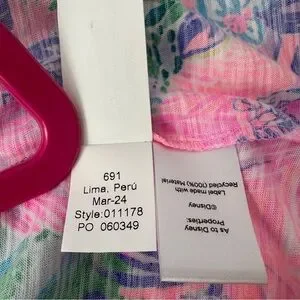 691
Lima, Perú
Mar-24
Style:011178
PO 060349
As to Disney
Properties:
©Disney
Label made with
Recycled (100%) Material